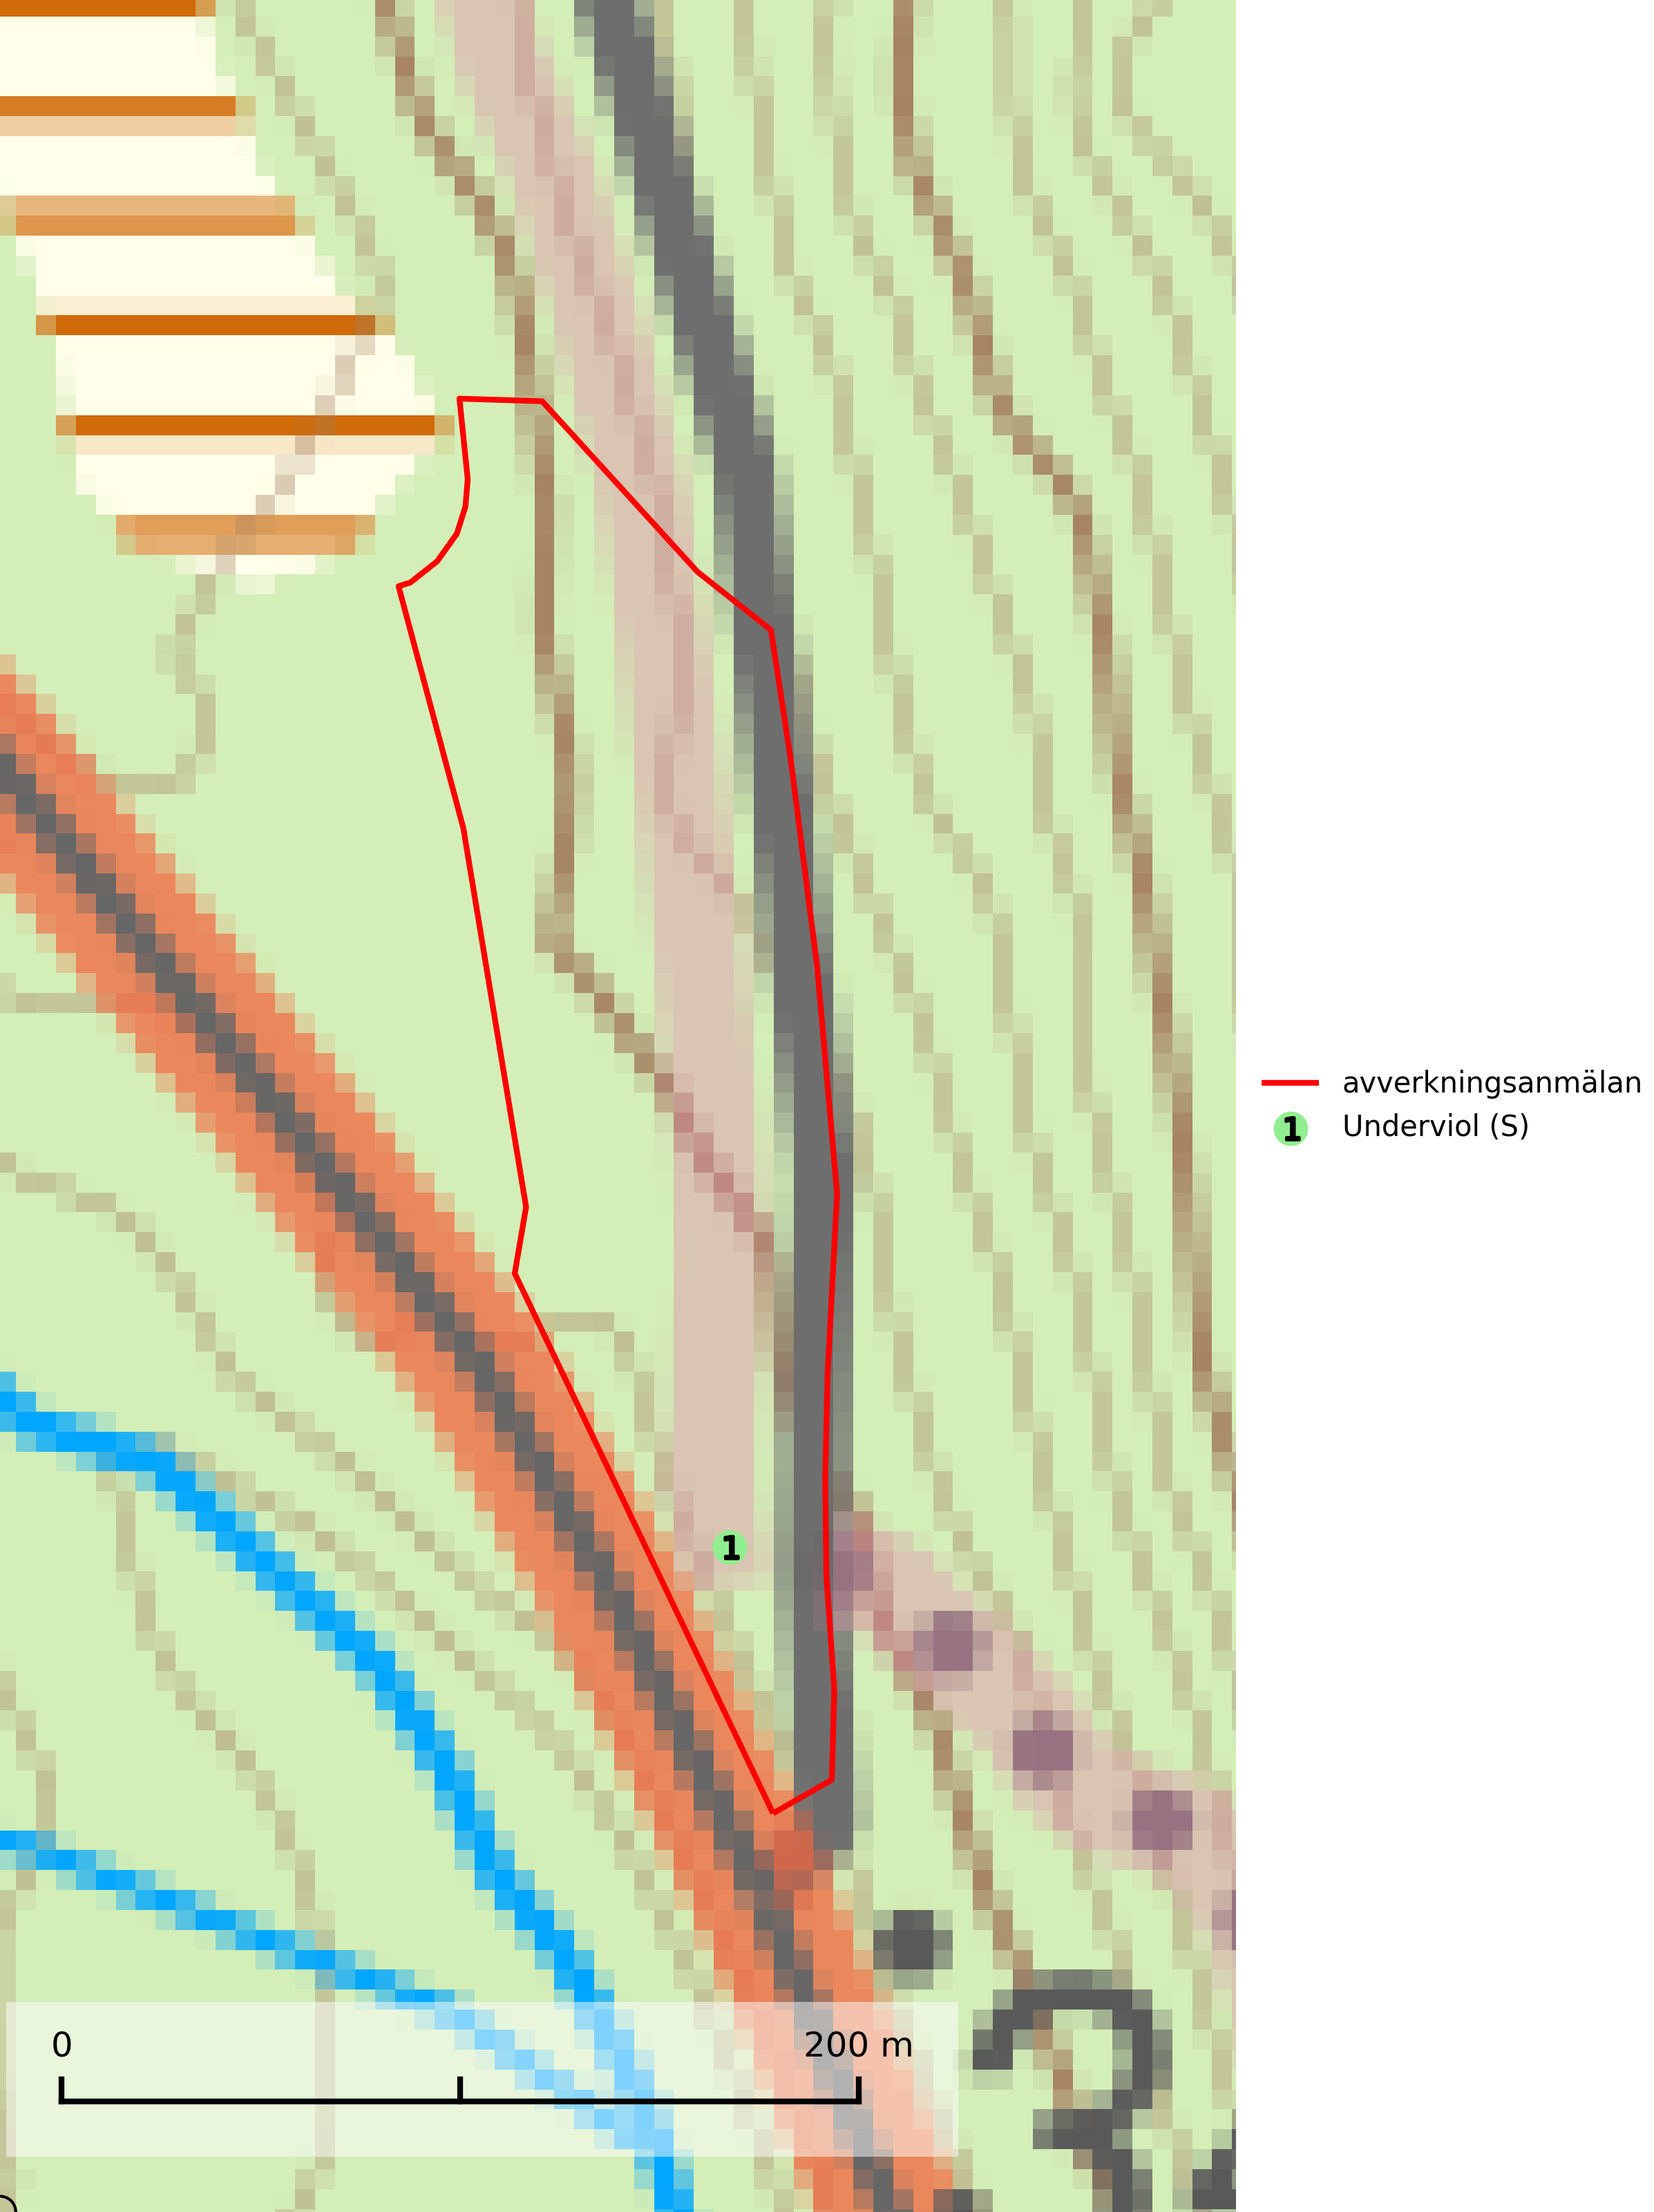 avverkningsanmälan
1 Underviol (S)
1
0 200 m